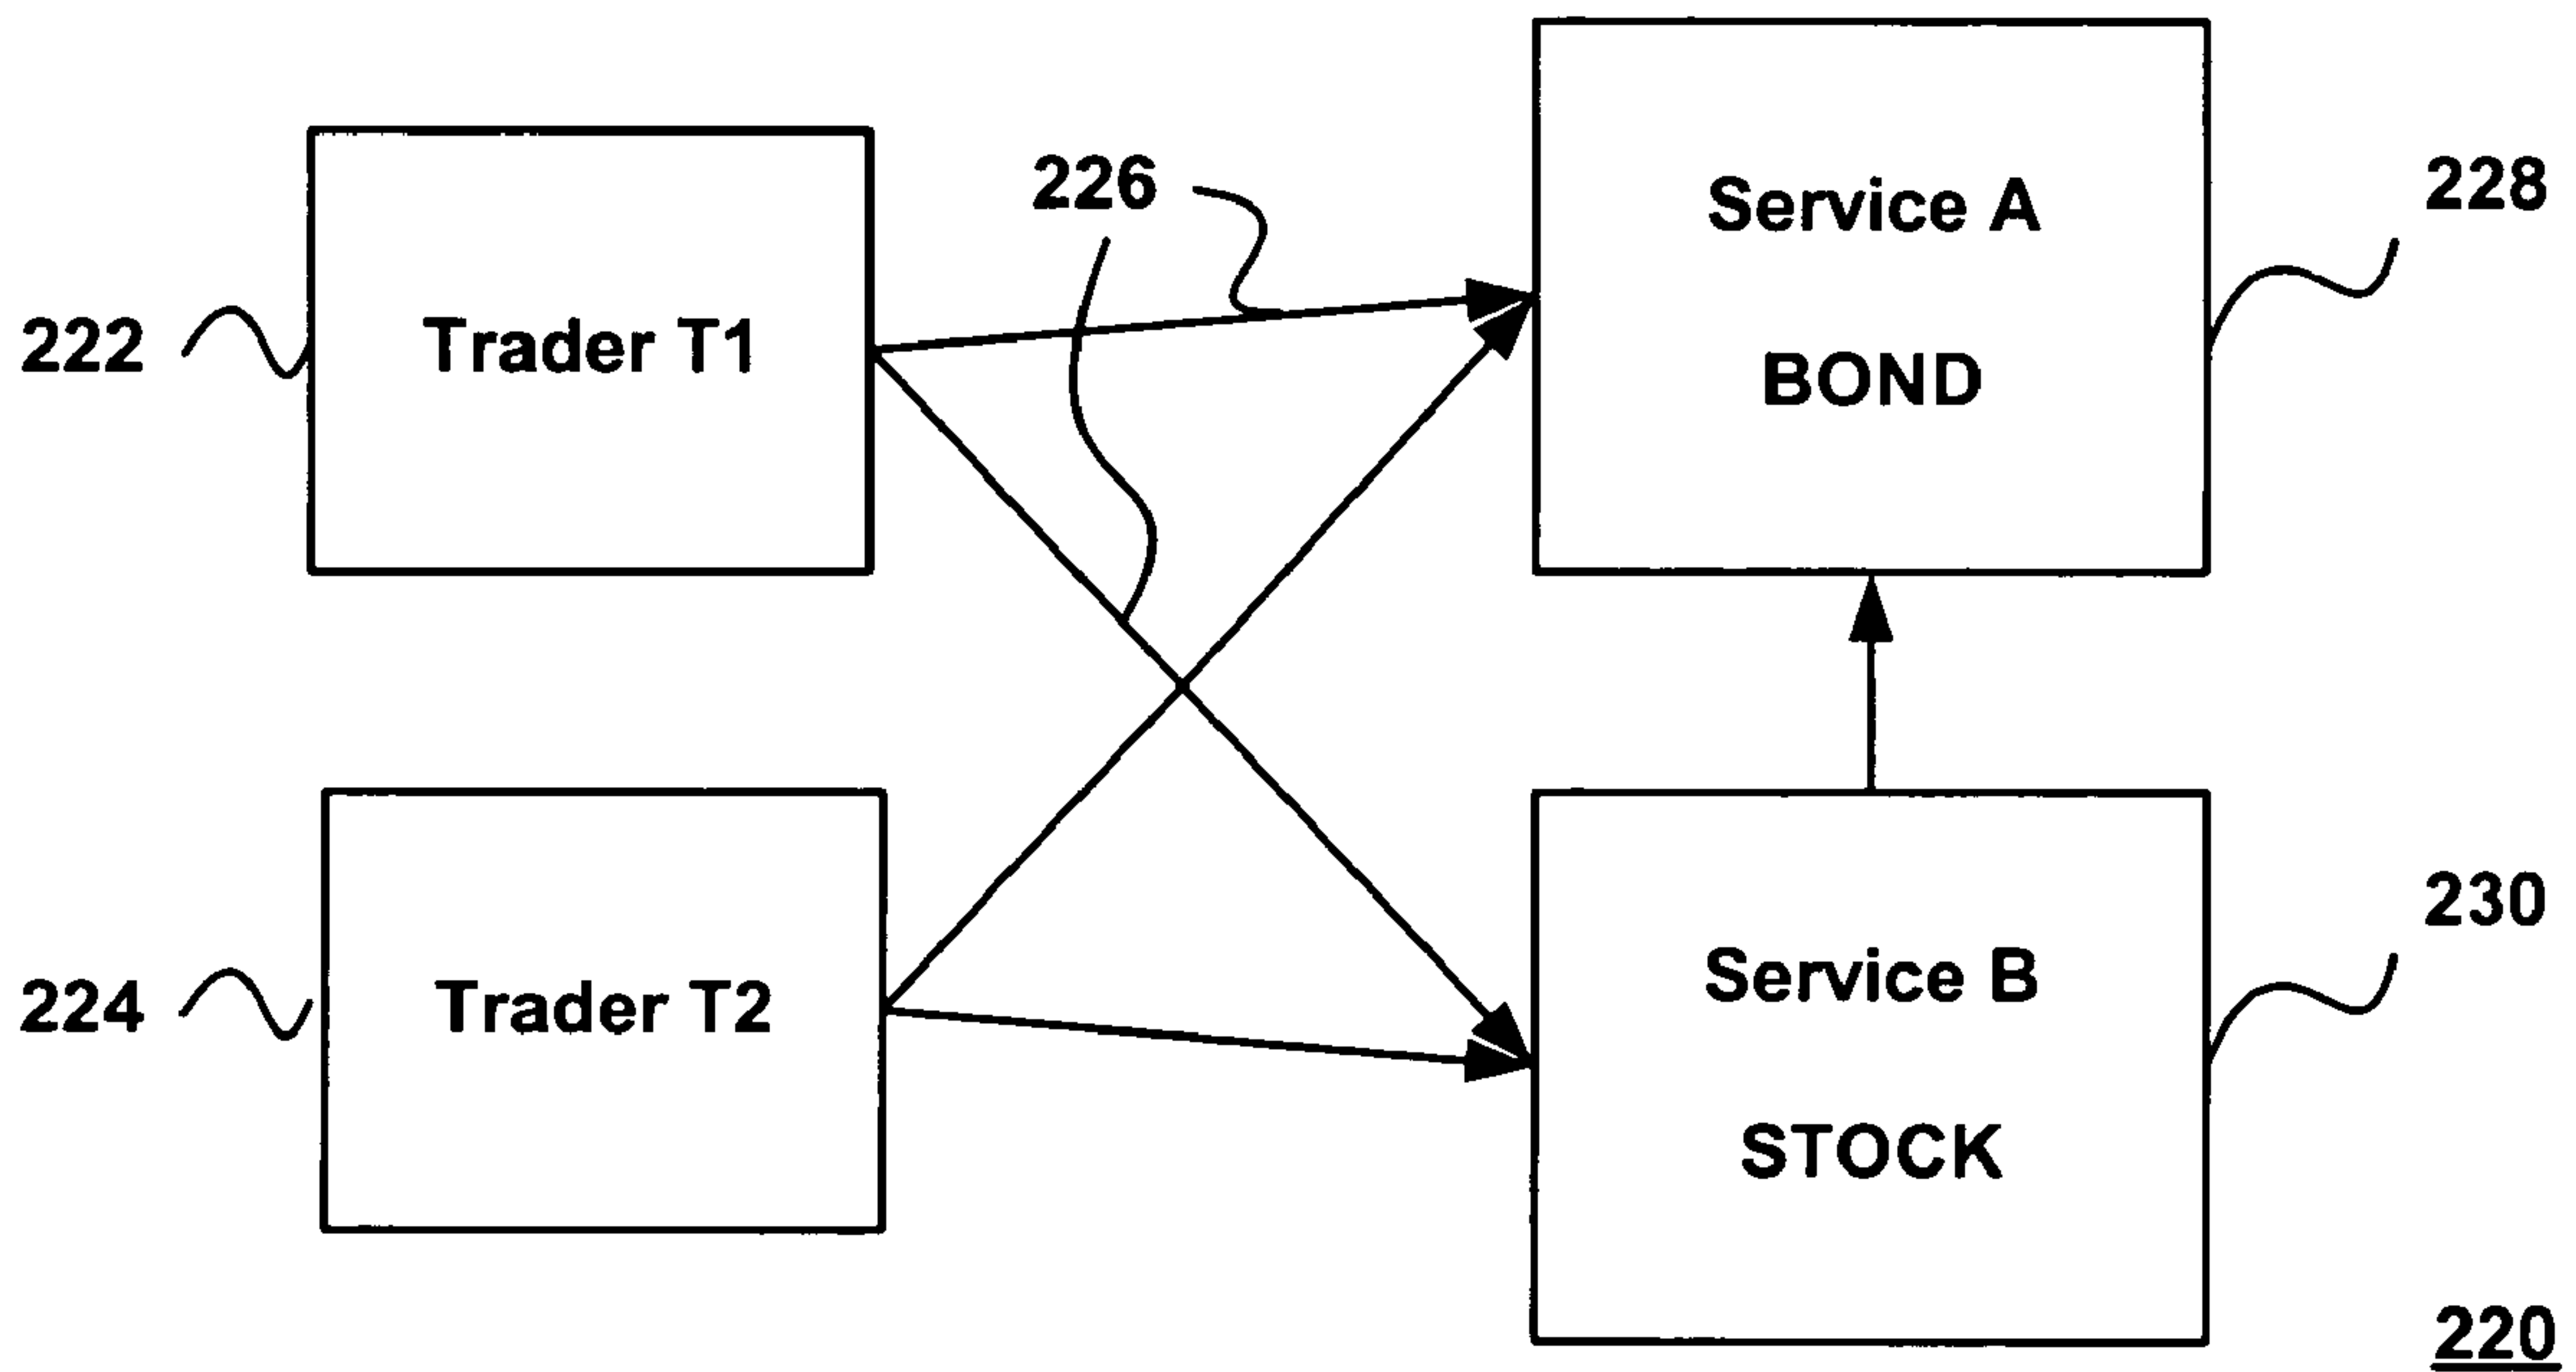 226
Service A
BOND
228
222
Trader T1
224
Trader T2
Service B
STOCK
230
220